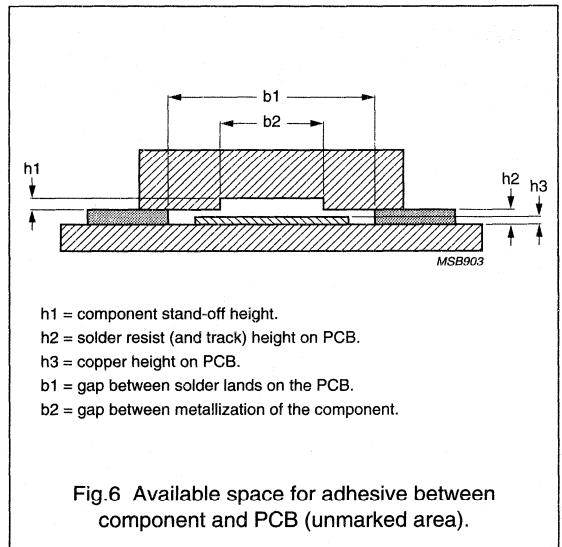 b1
b2
h1
h2
h3
MSB903
h1 = component stand-off height.
h2 = solder resist (and track) height on PCB.
h3 = copper height on PCB.
b1 = gap between solder lands on the PCB.
b2 = gap between metallization of the component.
Fig.6 Available space for adhesive between
component and PCB (unmarked area).